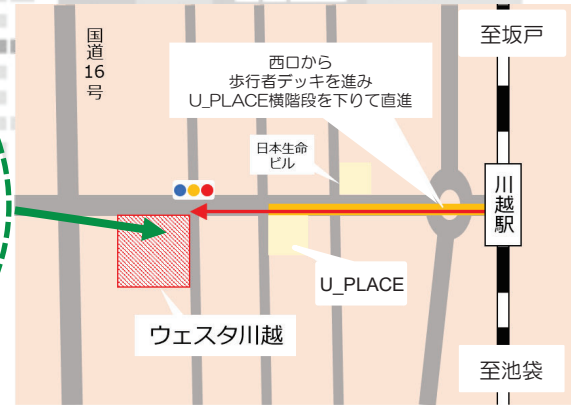 国道16号
至坂戸
西口から
歩行者デッキを進み
U_PLACE横階段を下りて直進
日本生命
ビル
川越駅
U_PLACE
ウェスタ川越
至池袋